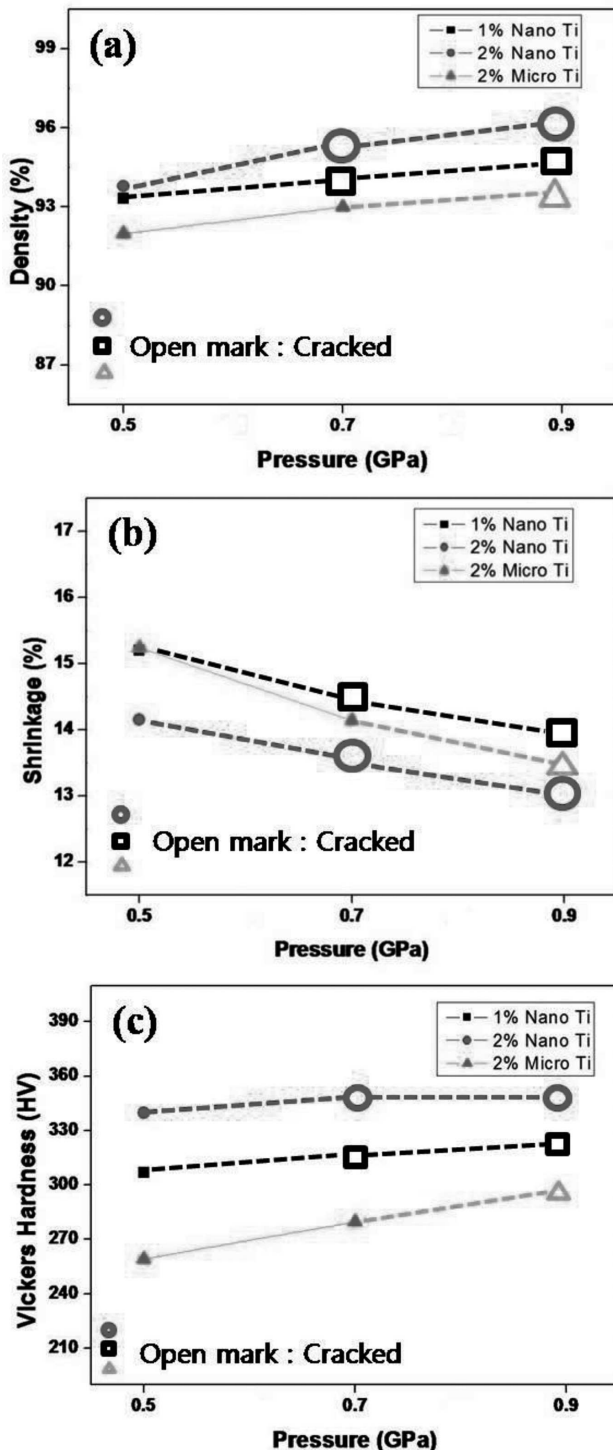 (a)
1% Nano Ti
2% Nano Ti
2% Micro Ti
99
96
93
90
87
Density (%)
Open mark : Cracked
0.5 0.7 0.9
Pressure (GPa)
(b)
1% Nano Ti
2% Nano Ti
2% Micro Ti
17
16
15
14
13
12
Shrinkage (%)
Open mark : Cracked
0.5 0.7 0.9
Pressure (GPa)
(c)
1% Nano Ti
2% Nano Ti
2% Micro Ti
390
360
330
300
270
240
210
Vickers Hardness (HV)
Open mark : Cracked
0.5 0.7 0.9
Pressure (GPa)